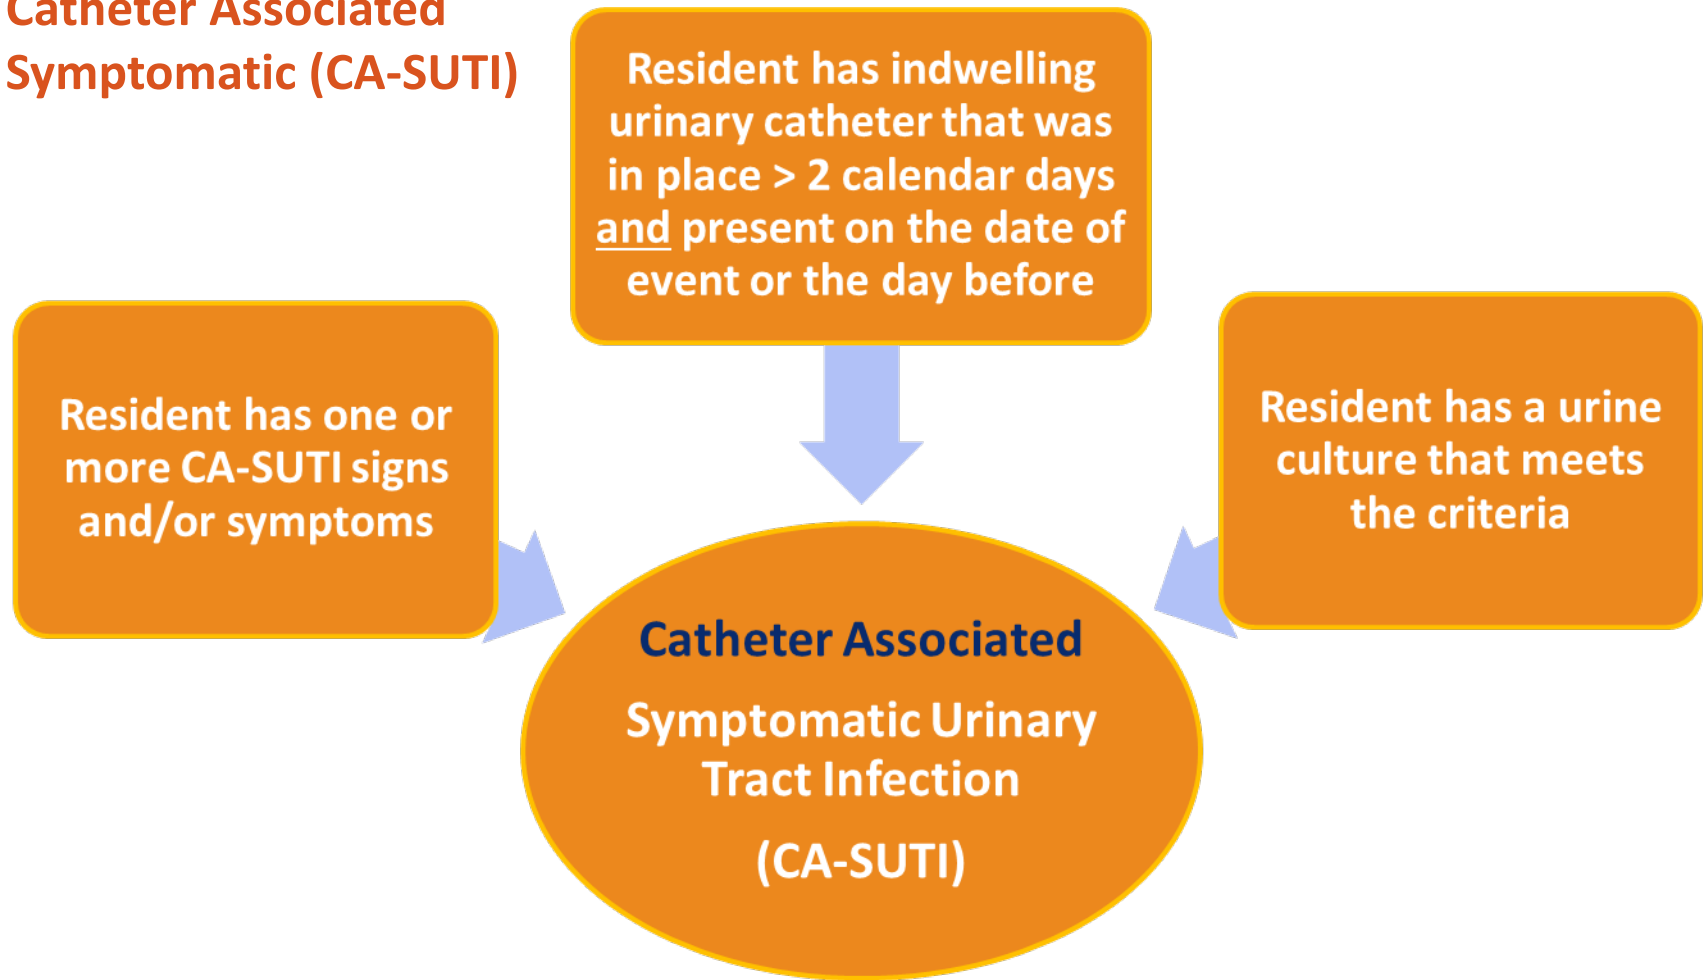 Catheter Associated
Symptomatic (CA-SUTI)
Resident has indwelling
urinary catheter that was
in place > 2 calendar days
and present on the date of
event or the day before
Resident has one or
more CA-SUTI signs
and/or symptoms
Resident has a urine
culture that meets
the criteria
Catheter Associated
Symptomatic Urinary
Tract Infection
(CA-SUTI)